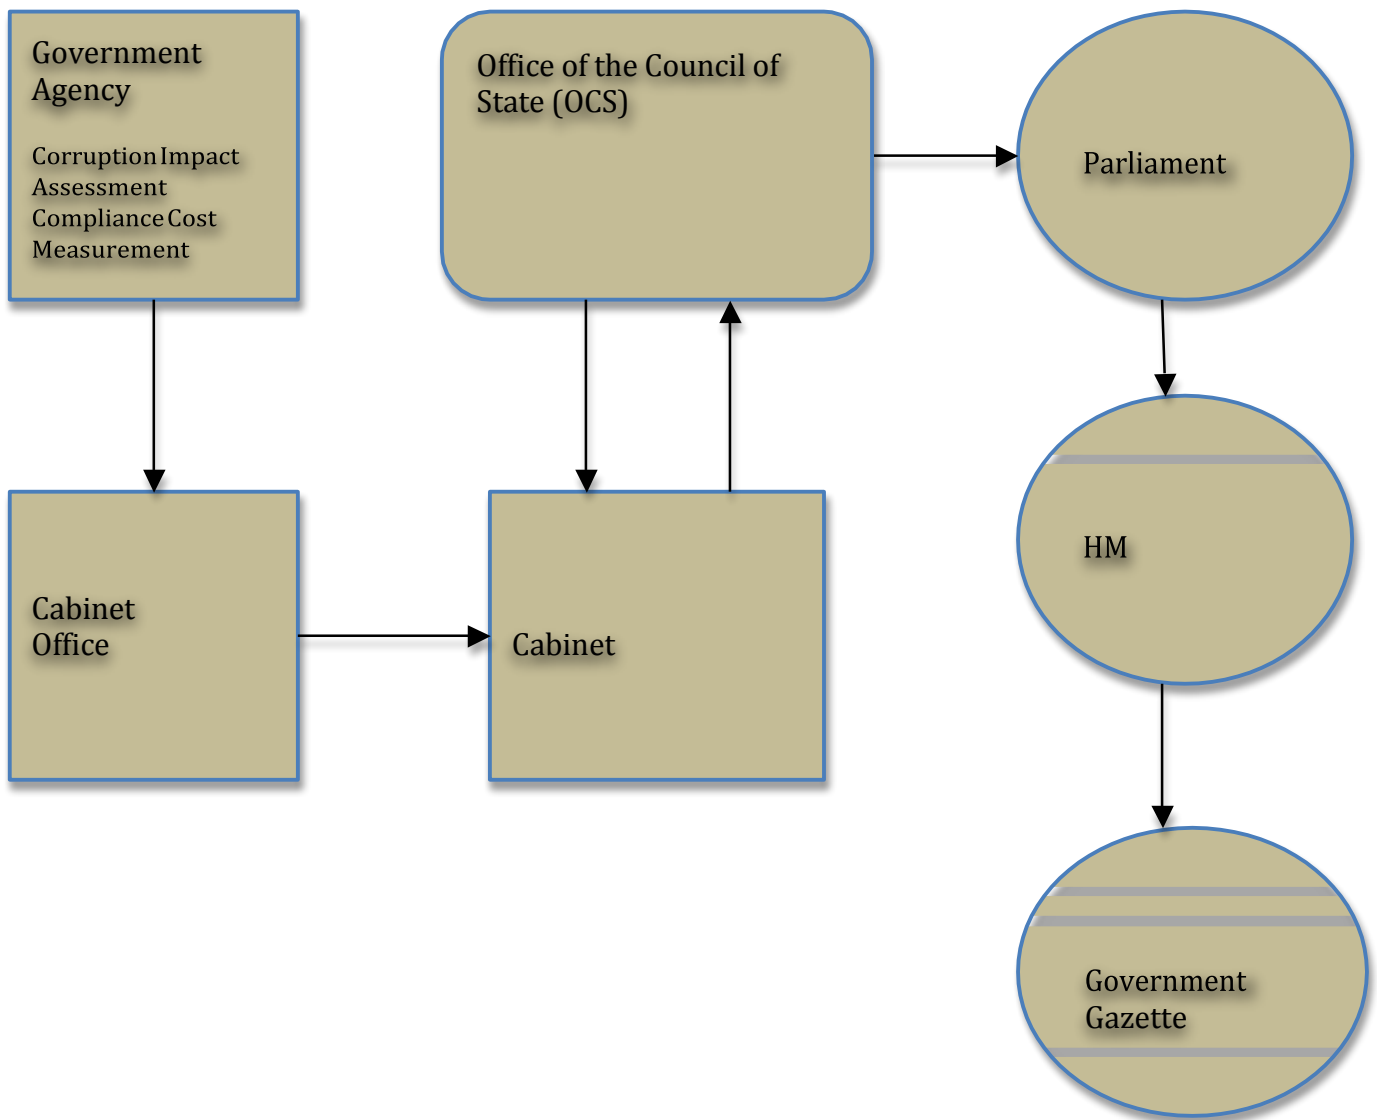 Government
Agency
Corruption Impact
Assessment
Compliance Cost
Measurement
Office of the Council of
State (OCS)
Parliament
Cabinet
Office
Cabinet
HM
Government
Gazette